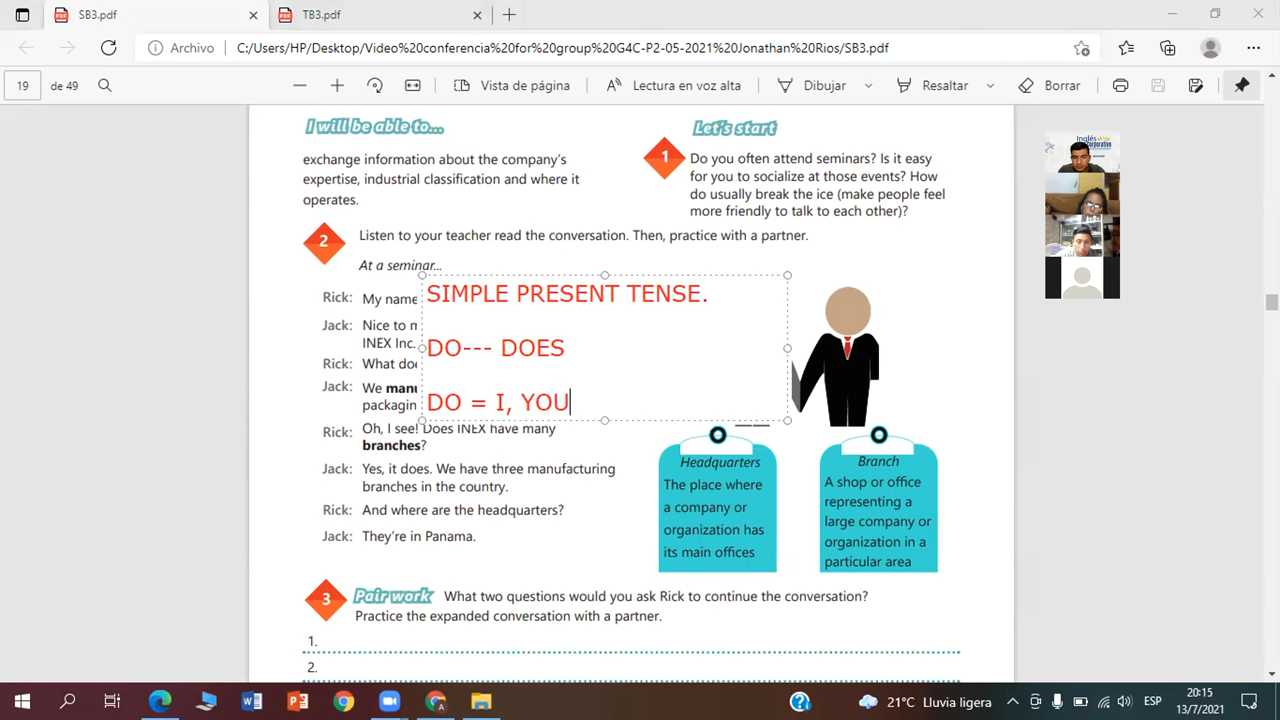 SB3.pdf
TB3.pdf
Archivo
C:/Users/HP/Desktop/Video%20conferencia%20for%20group%20G4C-P2-05-2021%20Jonathan%20Rios/SB3.pdf
19 de 49
Vista de página
Lectura en voz alta
Dibujar
Resaltar
Borrar
I will be able to...
exchange information about the company's
expertise, industrial classification and where it
operates.
Let's start
1
Do you often attend seminars? Is it easy
for you to socialize at those events? How
do usually break the ice (make people feel
more friendly to talk to each other)?
2
Listen to your teacher read the conversation. Then, practice with a partner.
At a seminar...
Rick: My name
Jack: Nice to
INEX Inc.
Rick: What
Jack: We
Rick: Oh, I see! Does INEX have many
branches?
Jack: Yes, it does. We have three manufacturing
branches in the country.
Rick: And where are the headquarters?
Jack: They're in Panama.
SIMPLE PRESENT TENSE.
DO--- DOES
DO = I, YOU
Headquarters
The place where
a company or
organization has
its main offices
Branch
A shop or office
representing a
large company or
organization in a
particular area
3
Pair work What two questions would you ask Rick to continue the conversation?
Practice the expanded conversation with a partner.
1.
2.
Inglés
Corporativo
21°C Lluvia ligera
ESP
20:15
13/7/2021